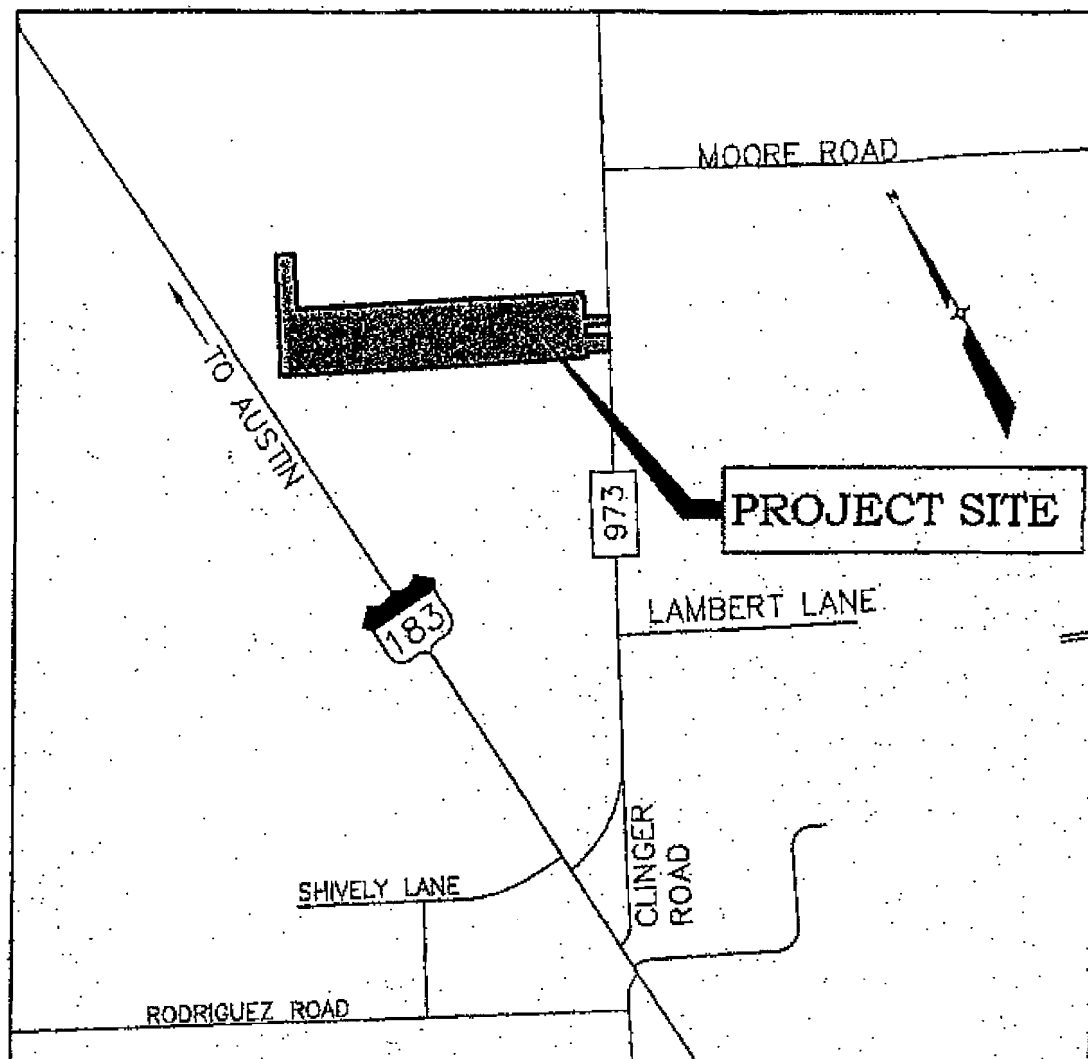 MOORE ROAD
N
TO AUSTIN
973
PROJECT SITE
183
LAMBERT LANE
CLINGER
ROAD
SHIVELY LANE
RODRIGUEZ ROAD